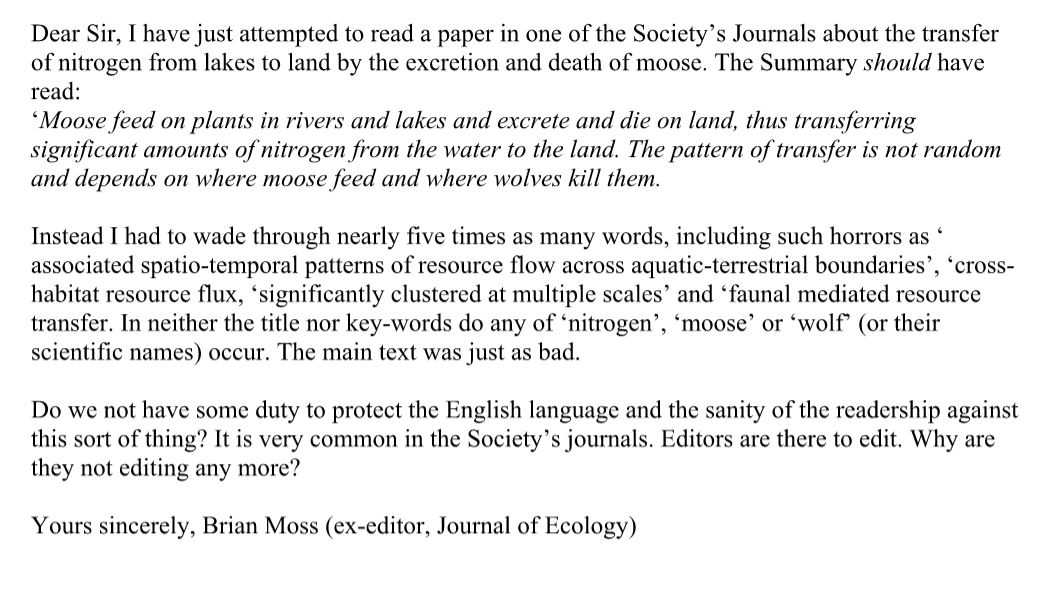 Dear Sir, I have just attempted to read a paper in one of the Society’s Journals about the transfer
of nitrogen from lakes to land by the excretion and death of moose. The Summary should have
read:
‘Moose feed on plants in rivers and lakes and excrete and die on land, thus transferring
significant amounts of nitrogen from the water to the land. The pattern of transfer is not random
and depends on where moose feed and where wolves kill them.
Instead I had to wade through nearly five times as many words, including such horrors as ‘
associated spatio-temporal patterns of resource flow across aquatic-terrestrial boundaries’, ‘cross-
habitat resource flux, ‘significantly clustered at multiple scales’ and ‘faunal mediated resource
transfer. In neither the title nor key-words do any of ‘nitrogen’, ‘moose’ or ‘wolf’ (or their
scientific names) occur. The main text was just as bad.
Do we not have some duty to protect the English language and the sanity of the readership against
this sort of thing? It is very common in the Society’s journals. Editors are there to edit. Why are
they not editing any more?
Yours sincerely, Brian Moss (ex-editor, Journal of Ecology)